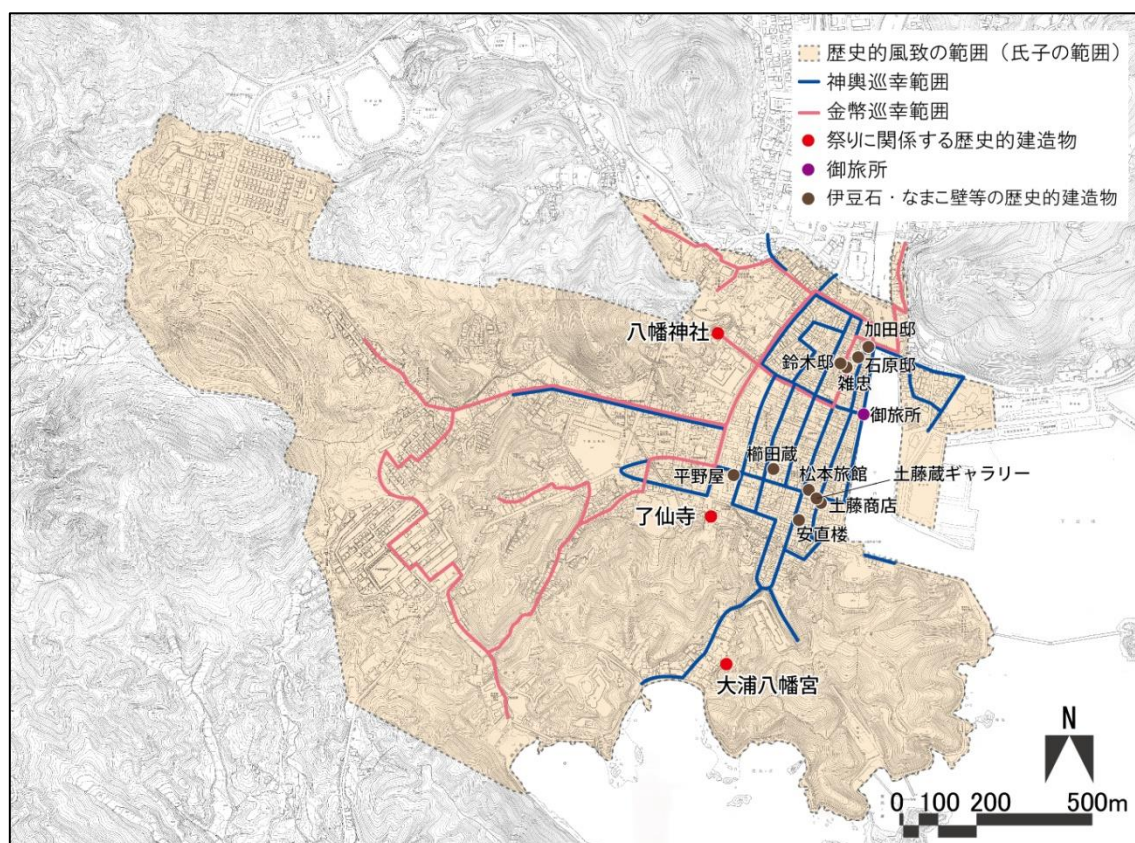 歴史的風致の範囲（氏子の範囲）
神輿巡幸範囲
金幣巡幸範囲
祭りに関係する歴史的建造物
御旅所
伊豆石・なまこ壁等の歴史的建造物
八幡神社
加田邸
鈴木邸
石原邸
雑忠
御旅所
櫛田蔵
平野屋
松本旅館
土藤蔵ギャラリー
土藤商店
了仙寺
安直楼
大浦八幡宮
N
0 100 200 500m